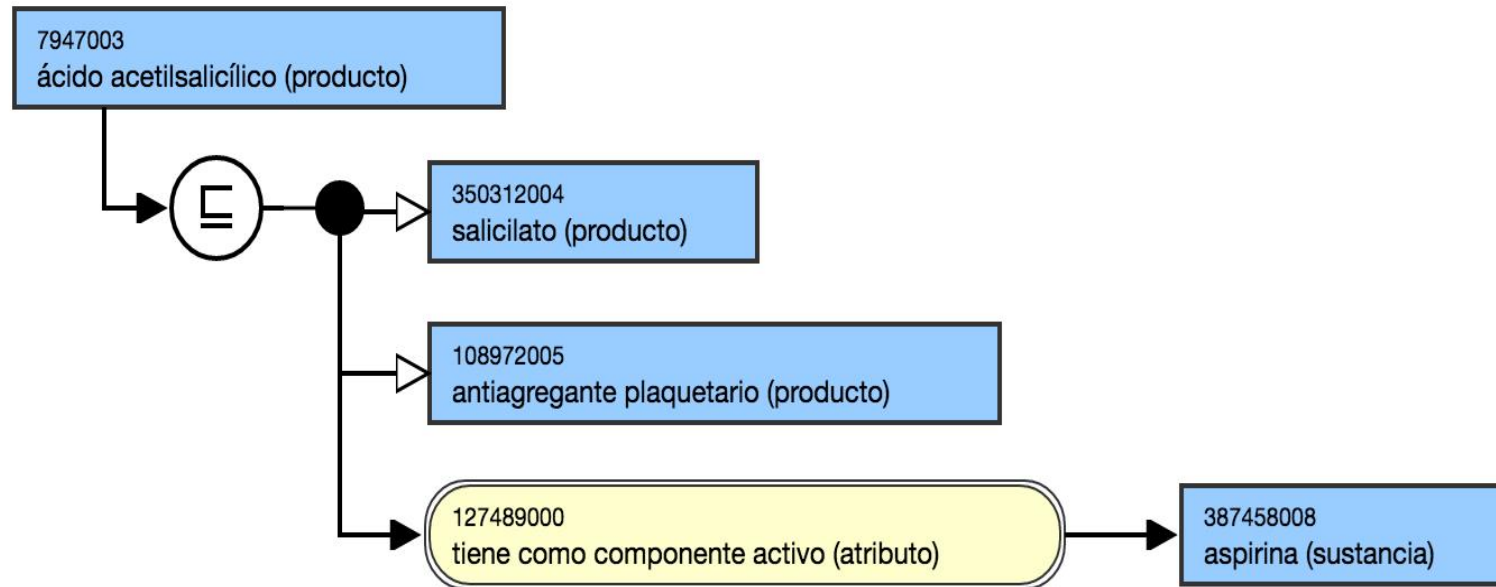 7947003
ácido acetilsalicílico (producto)
⊑
350312004
salicilato (producto)
108972005
antiagregante plaquetario (producto)
127489000
tiene como componente activo (atributo)
387458008
aspirina (sustancia)